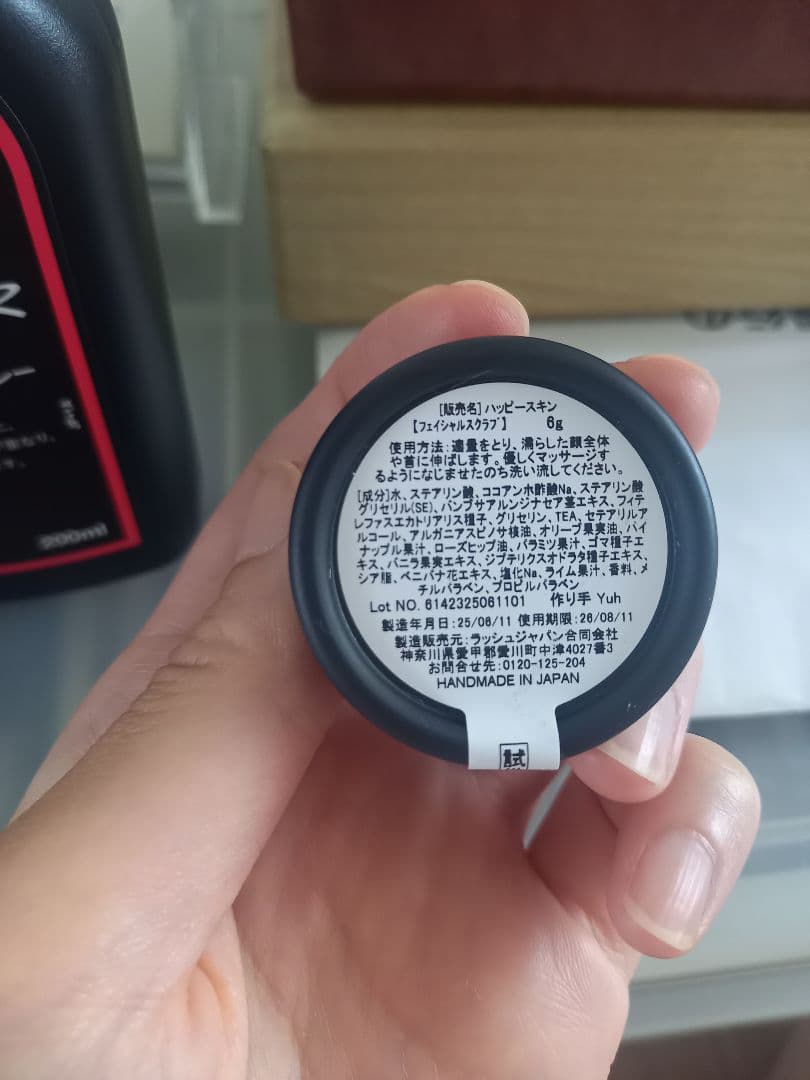 [販売名] ハッピースキン
【フェイシャルスクラブ】 6g
使用方法:適量をとり、濡らした顔全体
や首に伸ばします。優しくマッサージす
るようになじませたのち洗い流してください。
[成分]水、ステアリン酸、ココアンホ酢酸Na、ステアリン酸
グリセリル(SE)、バンブサアルンジナセア茎エキス、フィテ
レファスエカトリアリス種子、グリセリン、TEA、セテアリルア
ルコール、アルガニアスピノサ核油、オリーブ果実油、パイ
ナップル果汁、ローズヒップ油、パラミツ果汁、ゴマ種子エ
キス、バニラ果実エキス、ジプテリクスオドラタ種子エキス、
シア脂、ベニバナ花エキス、塩化Na、ライム果汁、香料、メ
チルパラベン、プロピルパラベン
Lot NO. 6142325061101 作り手 Yuh
製造年月日:25/06/11 使用期限:26/08/11
製造販売元:ラッシュジャパン合同会社
神奈川県愛甲郡愛川町中津4027番3
お問合せ先:0120-125-204
HANDMADE IN JAPAN
試
200ml